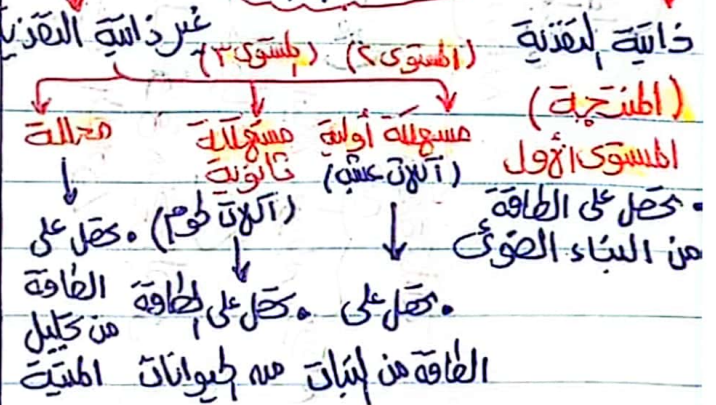 ذاتية التغذية
(المنتجة)
المستوى الأول
• تحصل على الطاقة
من البناء الضوئي
غير ذاتية التغذية
(المستوى ٢) (المستوى ٣)
مستهلكة أولية
(آكلات عشب)
• تحصل على
الطاقة من النبات
مستهلكة
ثانوية
(آكلات لحوم)
• تحصل على الطاقة
من الحيوانات
محللة
• تحصل على
الطاقة
من تحليل
الميتة